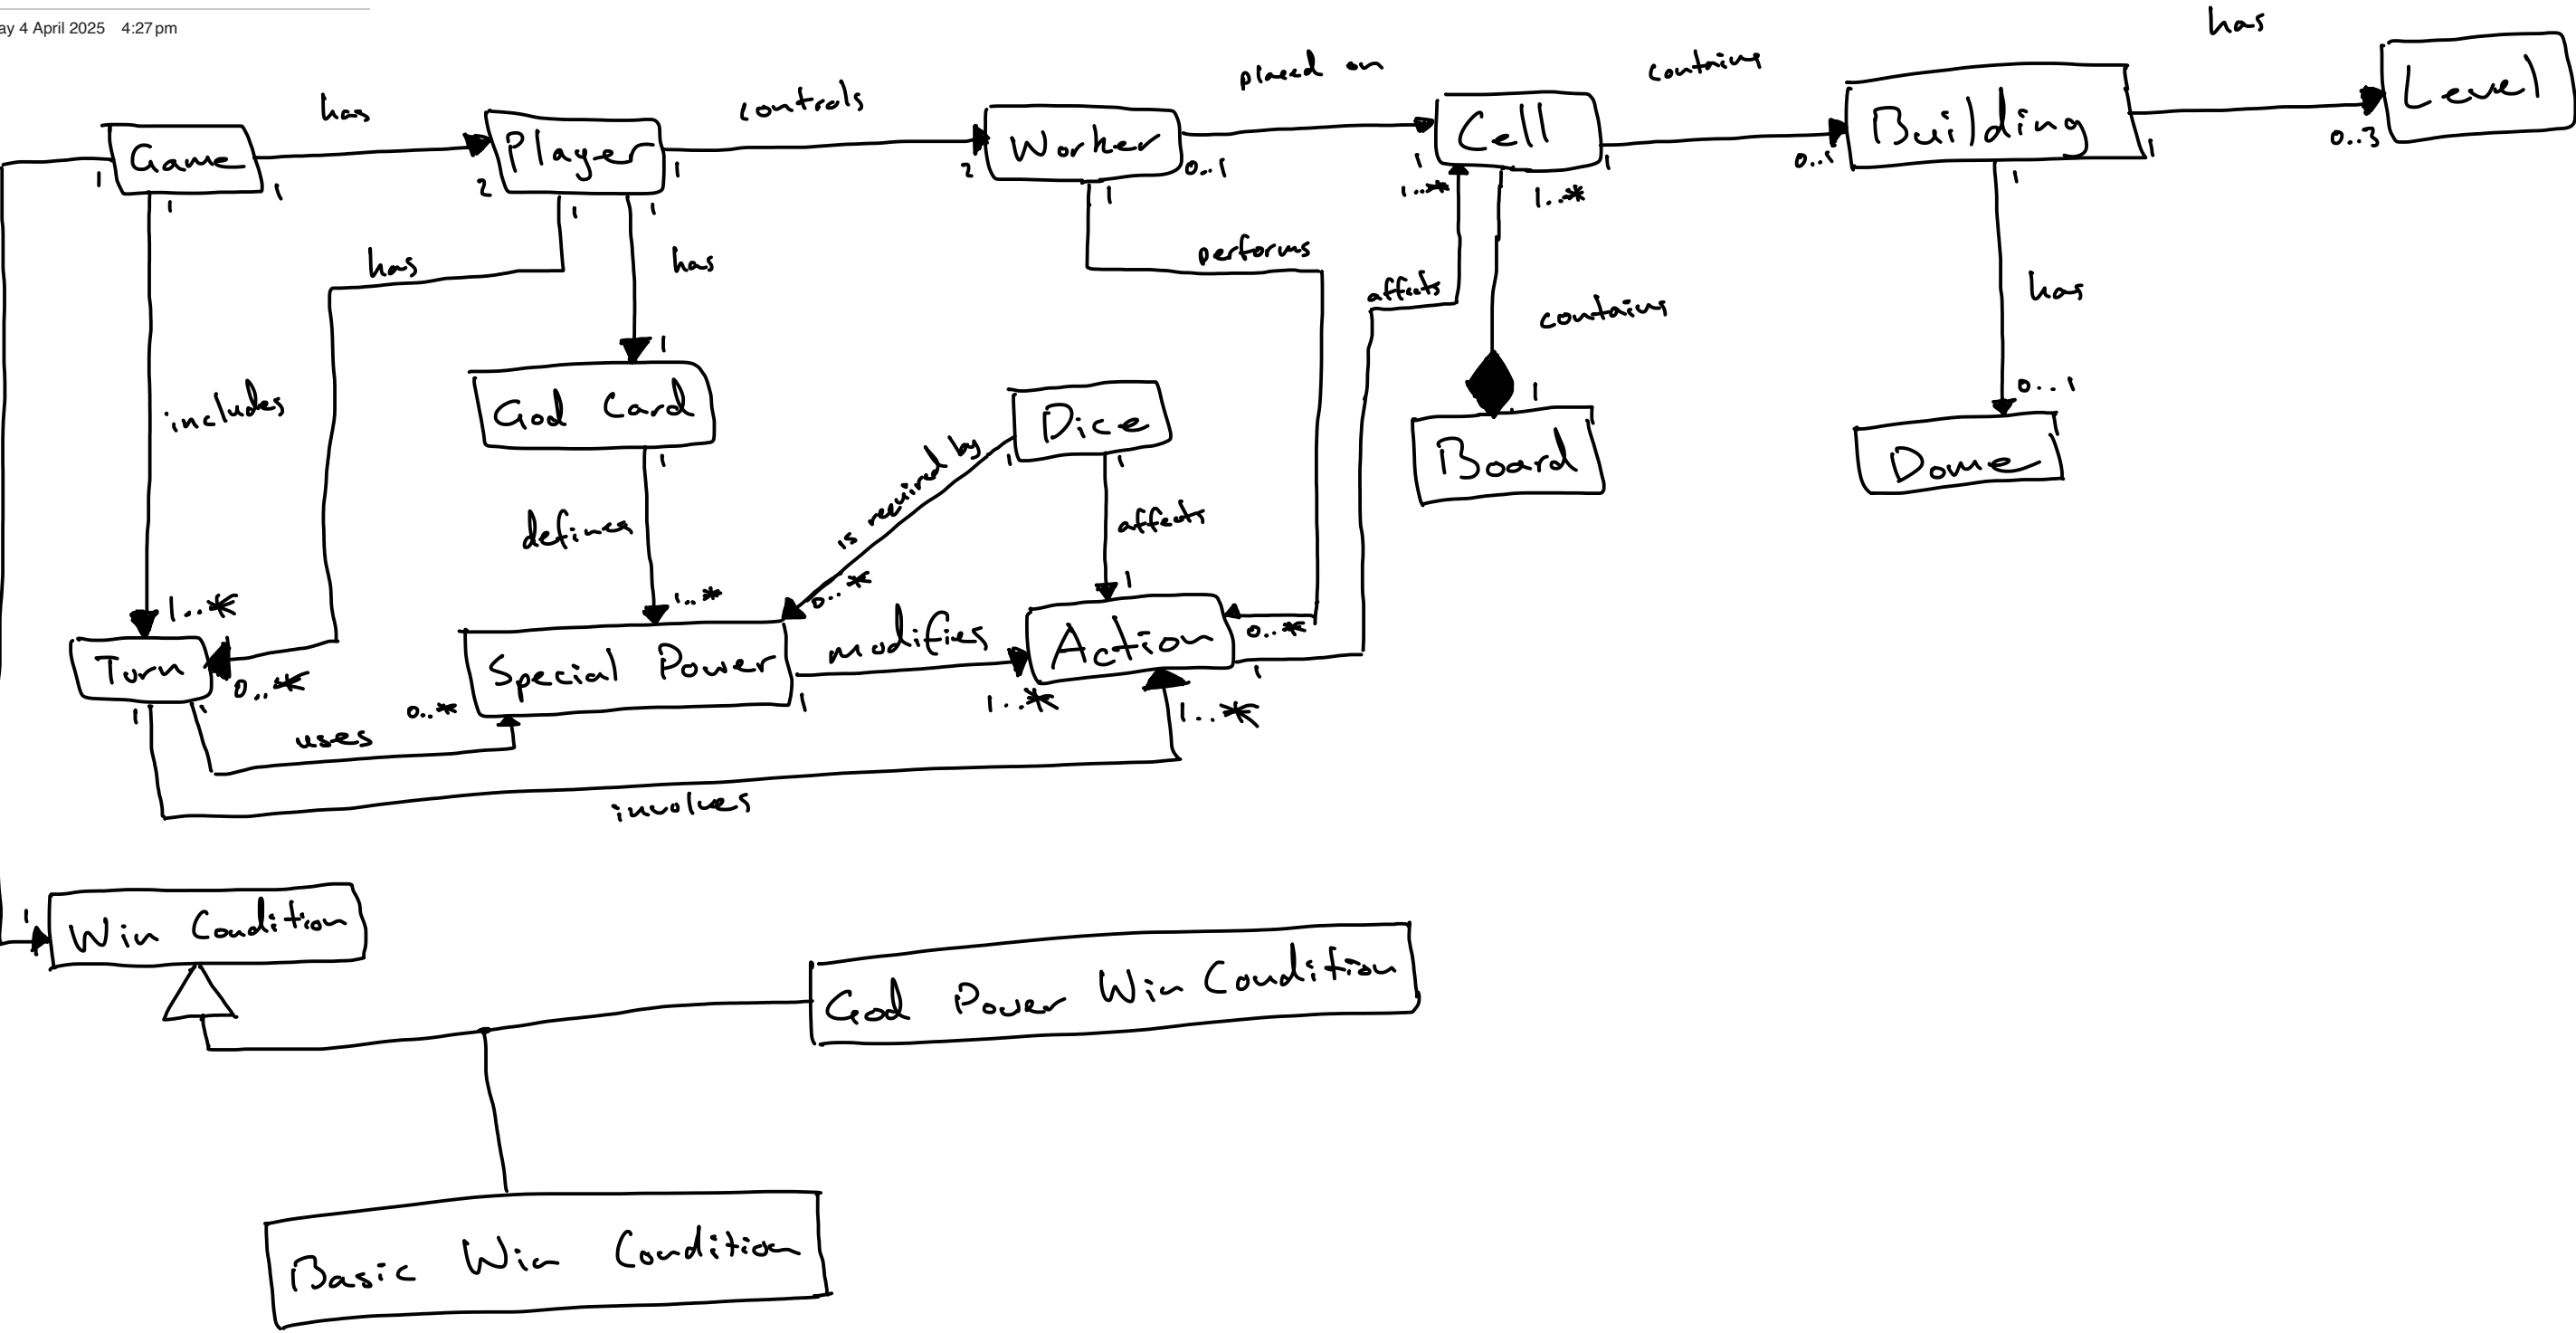 ay 4 April 2025 4:27 pm
has
has
controls
placed on
contains
Game
Player
Worker
Cell
Building
Level
1
1
1
2
1
1
1
2
0..1
1
1
1..*
1..*
1
0..1
1
1
0..3
has
has
performs
affects
contains
has
includes
1
God Card
1
Dice
1
1
1
Board
0...1
Dome
defines
is required by
affects
1..*
0..*
1
1..*
Turn
0..*
Special Power
modifies
Action
0..*
1
1
1
0..*
1
1..*
1..*
uses
involves
1
Win Condition
God Power Win Condition
Basic Win Condition